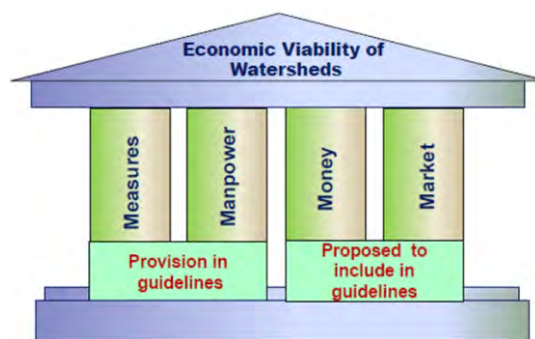 Economic Viability of
Watersheds
Measures
Manpower
Money
Market
Provision in
guidelines
Proposed to
include in
guidelines